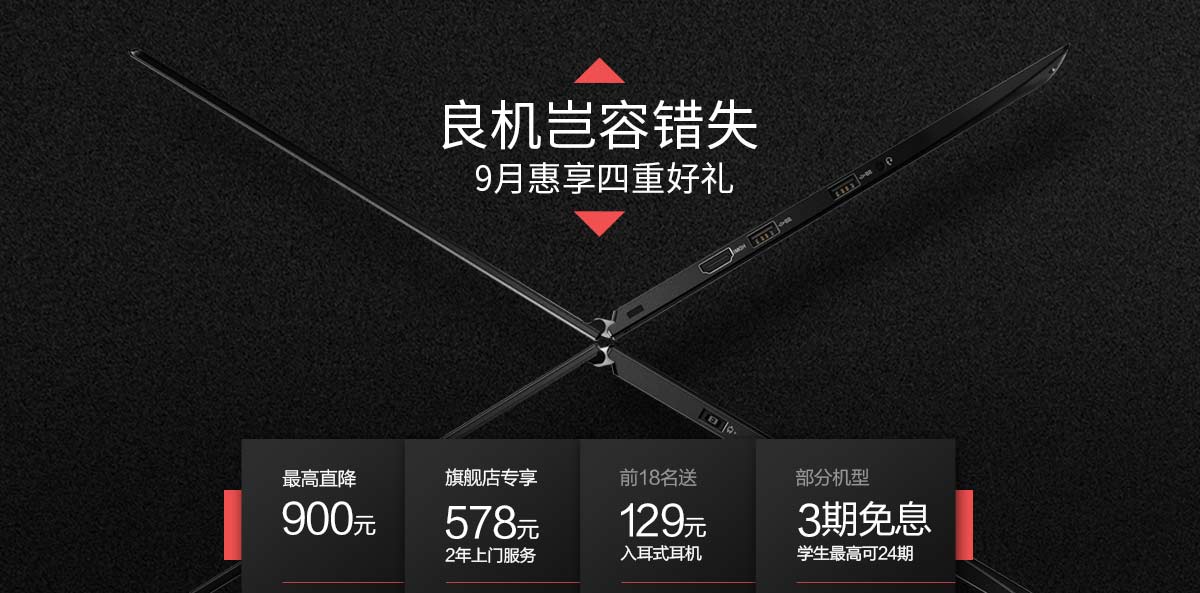 良机岂容错失
9月惠享四重好礼
HDMI
最高直降
900元
旗舰店专享
578元
2年上门服务
前18名送
129元
入耳式耳机
部分机型
3期免息
学生最高可24期